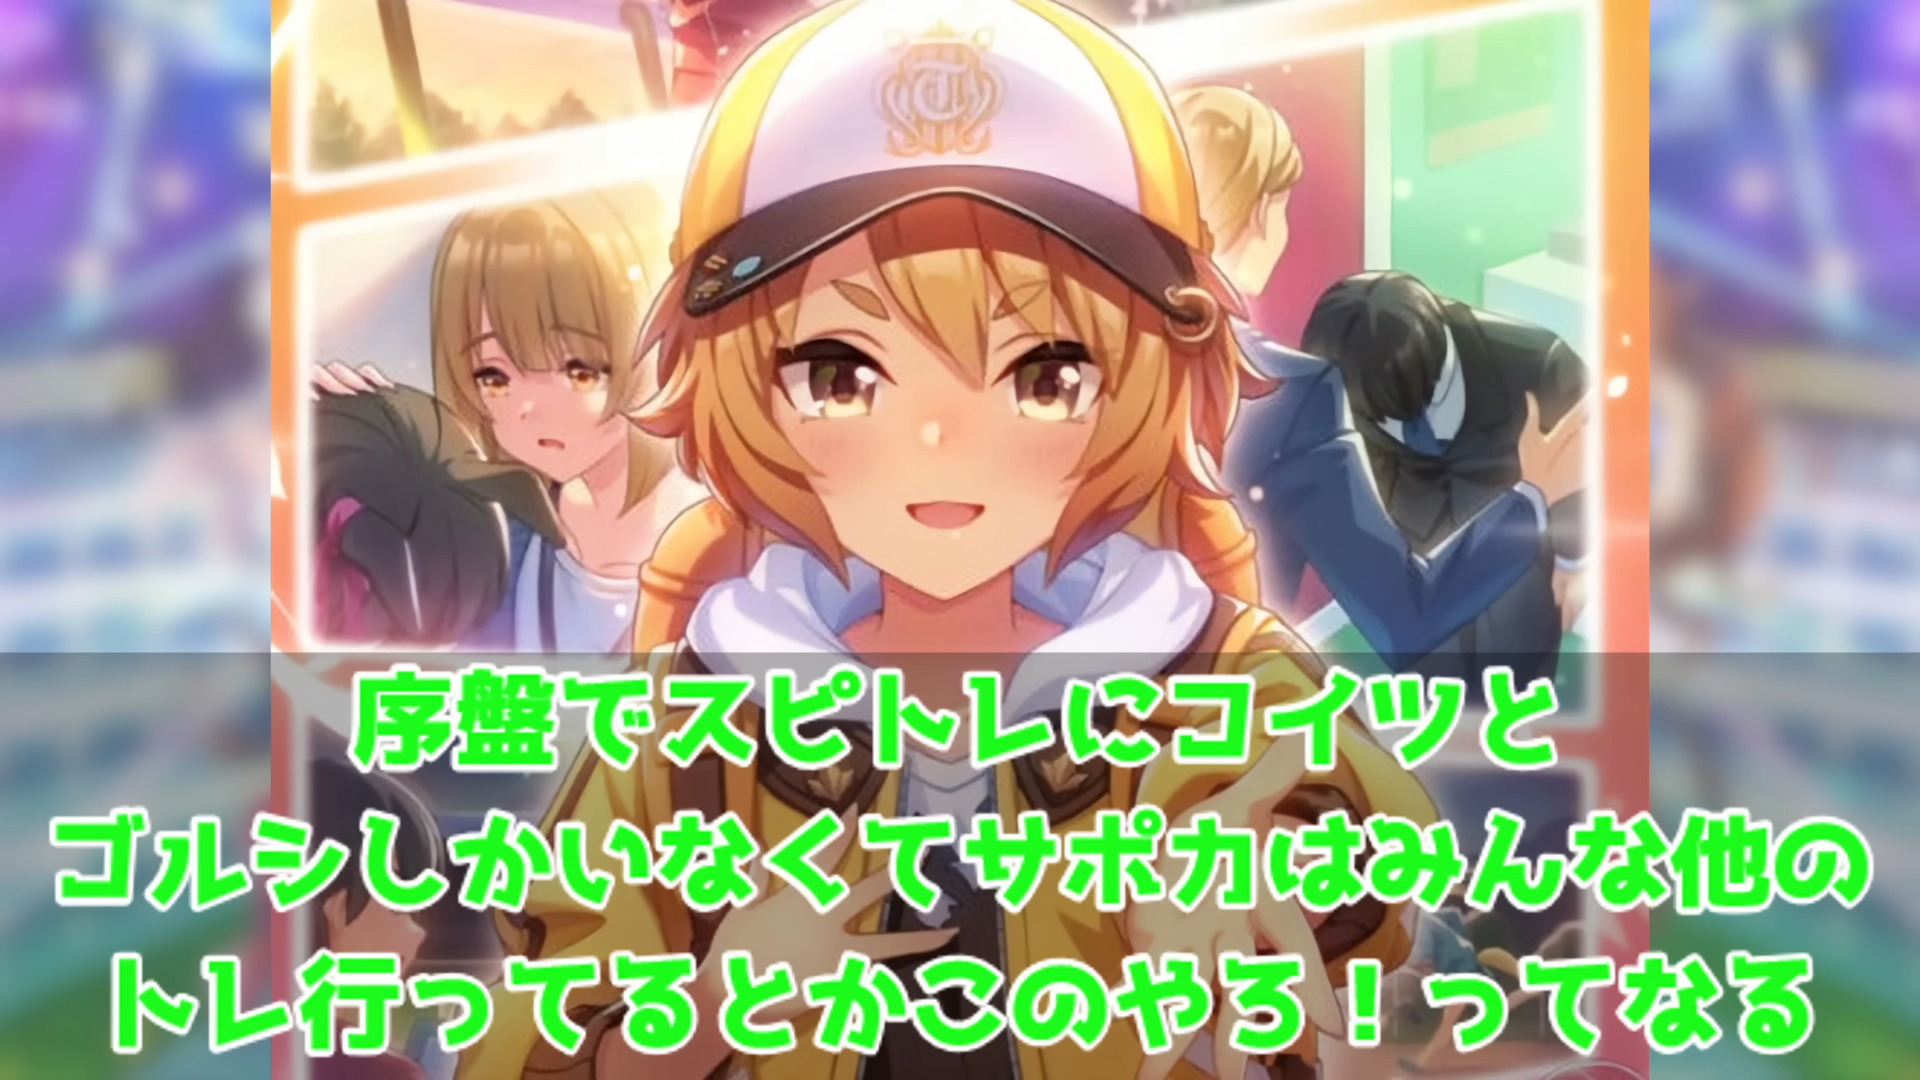 序盤でスピトレにコイツと
ゴルシしかいなくてサポカはみんな他の
トレ行ってるとかこのやろ！ってなる